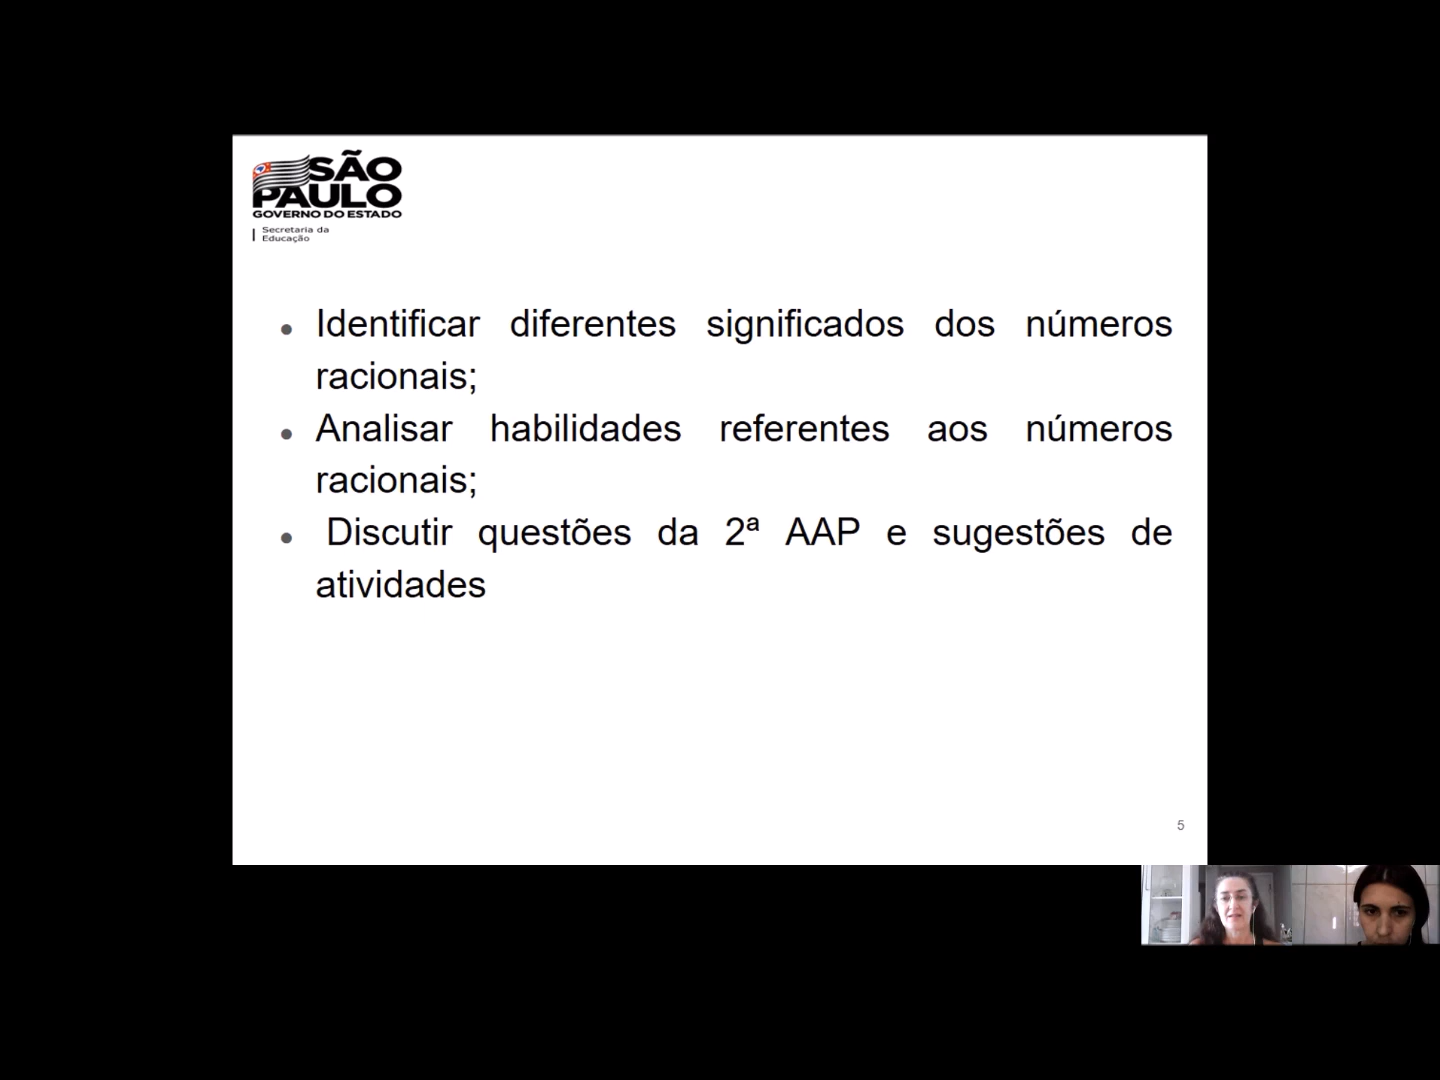 SÃO
PAULO
GOVERNO DO ESTADO
Secretaria da
Educação
Identificar diferentes significados dos números
racionais;
Analisar habilidades referentes aos números
racionais;
Discutir questões da 2ª AAP e sugestões de
atividades
5